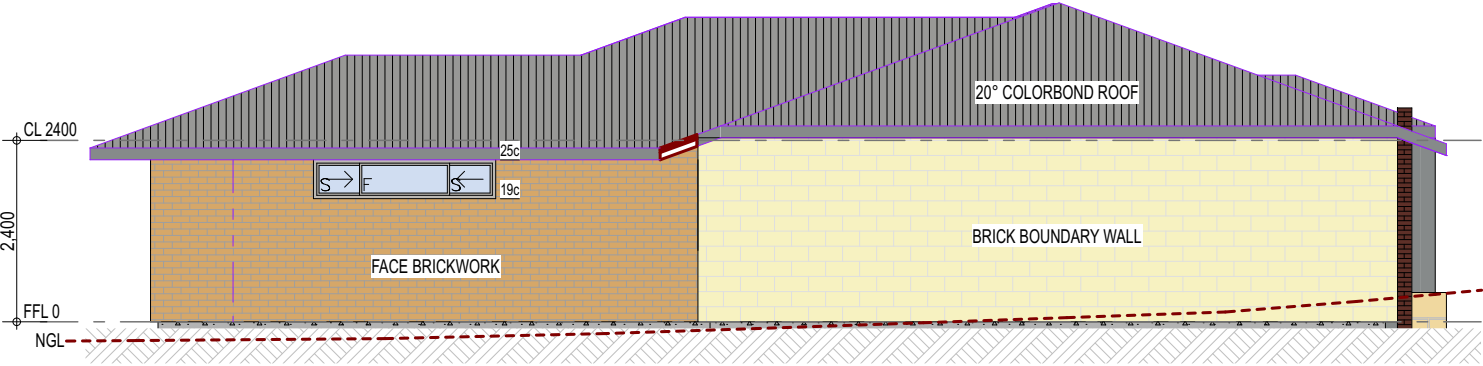 20° COLORBOND ROOF
CL 2400
25c
S F S
19c
2,400
BRICK BOUNDARY WALL
FACE BRICKWORK
FFL 0
NGL